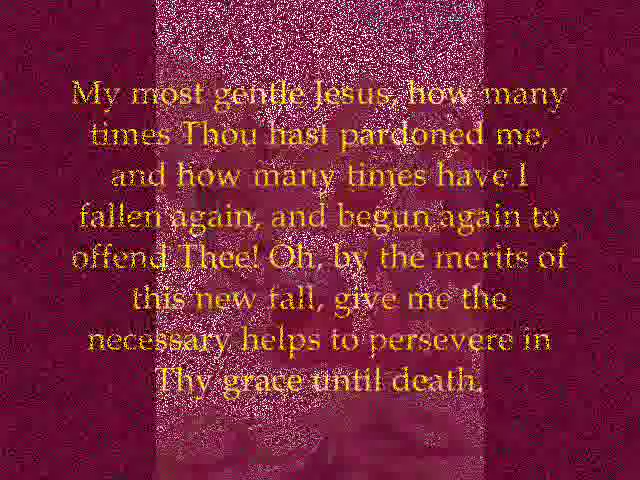 My most gentle Jesus, how many
times Thou hast pardoned me,
and how many times have I
fallen again, and begun again to
offend Thee! Oh, by the merits of
this new fall, give me the
necessary helps to persevere in
Thy grace until death.